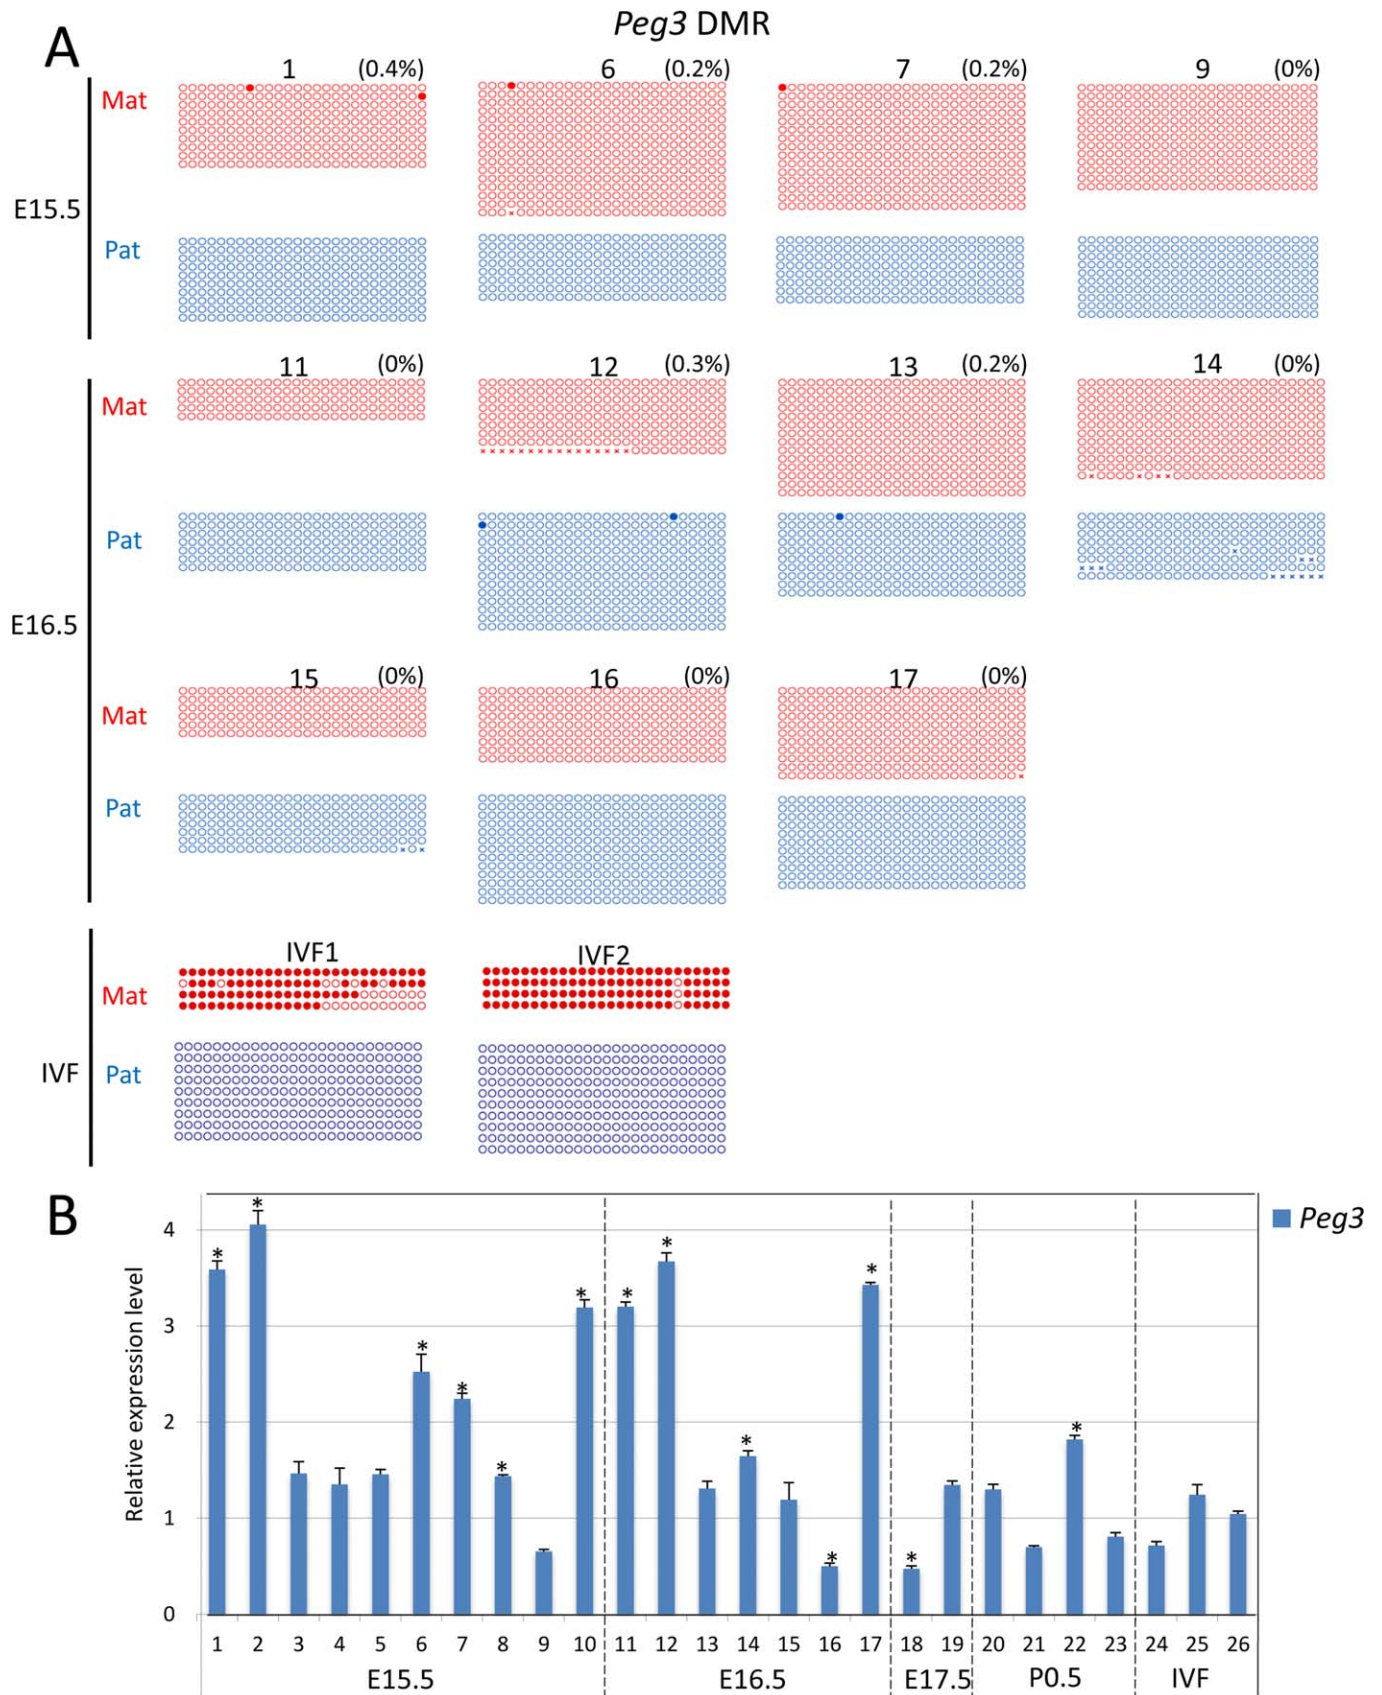 A
Peg3 DMR
1 (0.4%) 6 (0.2%) 7 (0.2%) 9 (0%)
Mat
E15.5
Pat
11 (0%) 12 (0.3%) 13 (0.2%) 14 (0%)
Mat
Pat
E16.5
15 (0%) 16 (0%) 17 (0%)
Mat
Pat
IVF1 IVF2
Mat
IVF Pat
B
Peg3
Relative expression level
4
3
2
1
0
* * * * * * * * * * * * * *
1 2 3 4 5 6 7 8 9 10 11 12 13 14 15 16 17 18 19 20 21 22 23 24 25 26
E15.5 E16.5 E17.5 P0.5 IVF